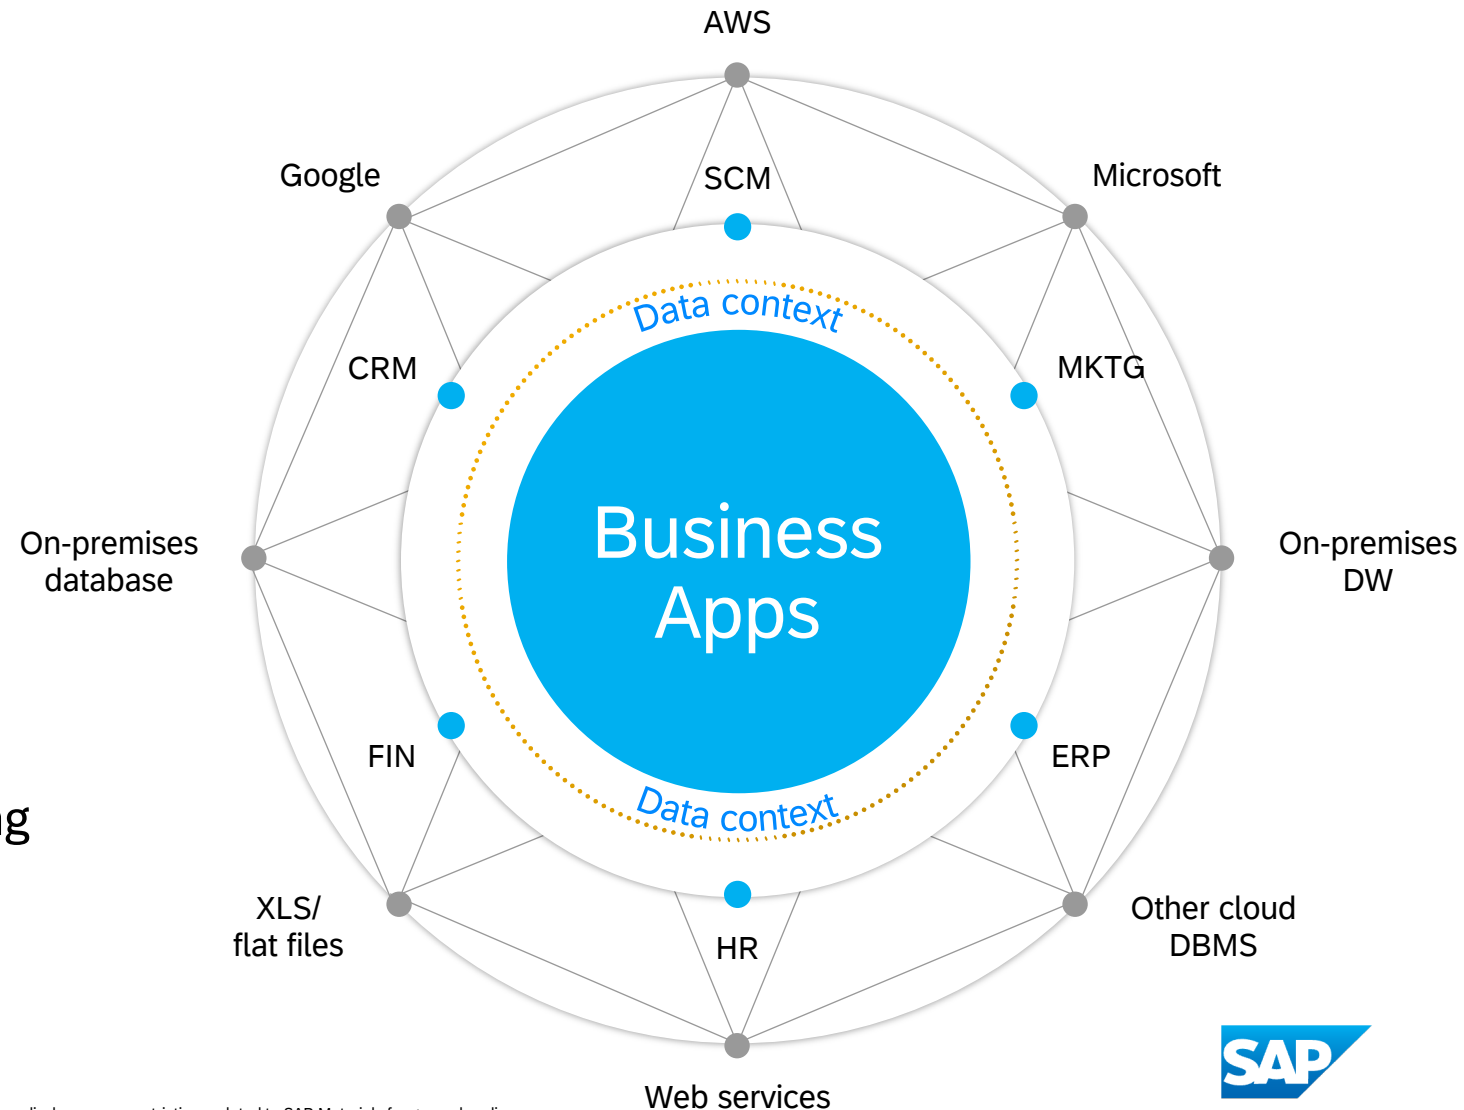 AWS
Google
Microsoft
SCM
Data context
CRM
MKTG
Business
Apps
On-premises
database
On-premises
DW
FIN
ERP
Data context
XLS/
flat files
HR
Other cloud
DBMS
Web services
SAP